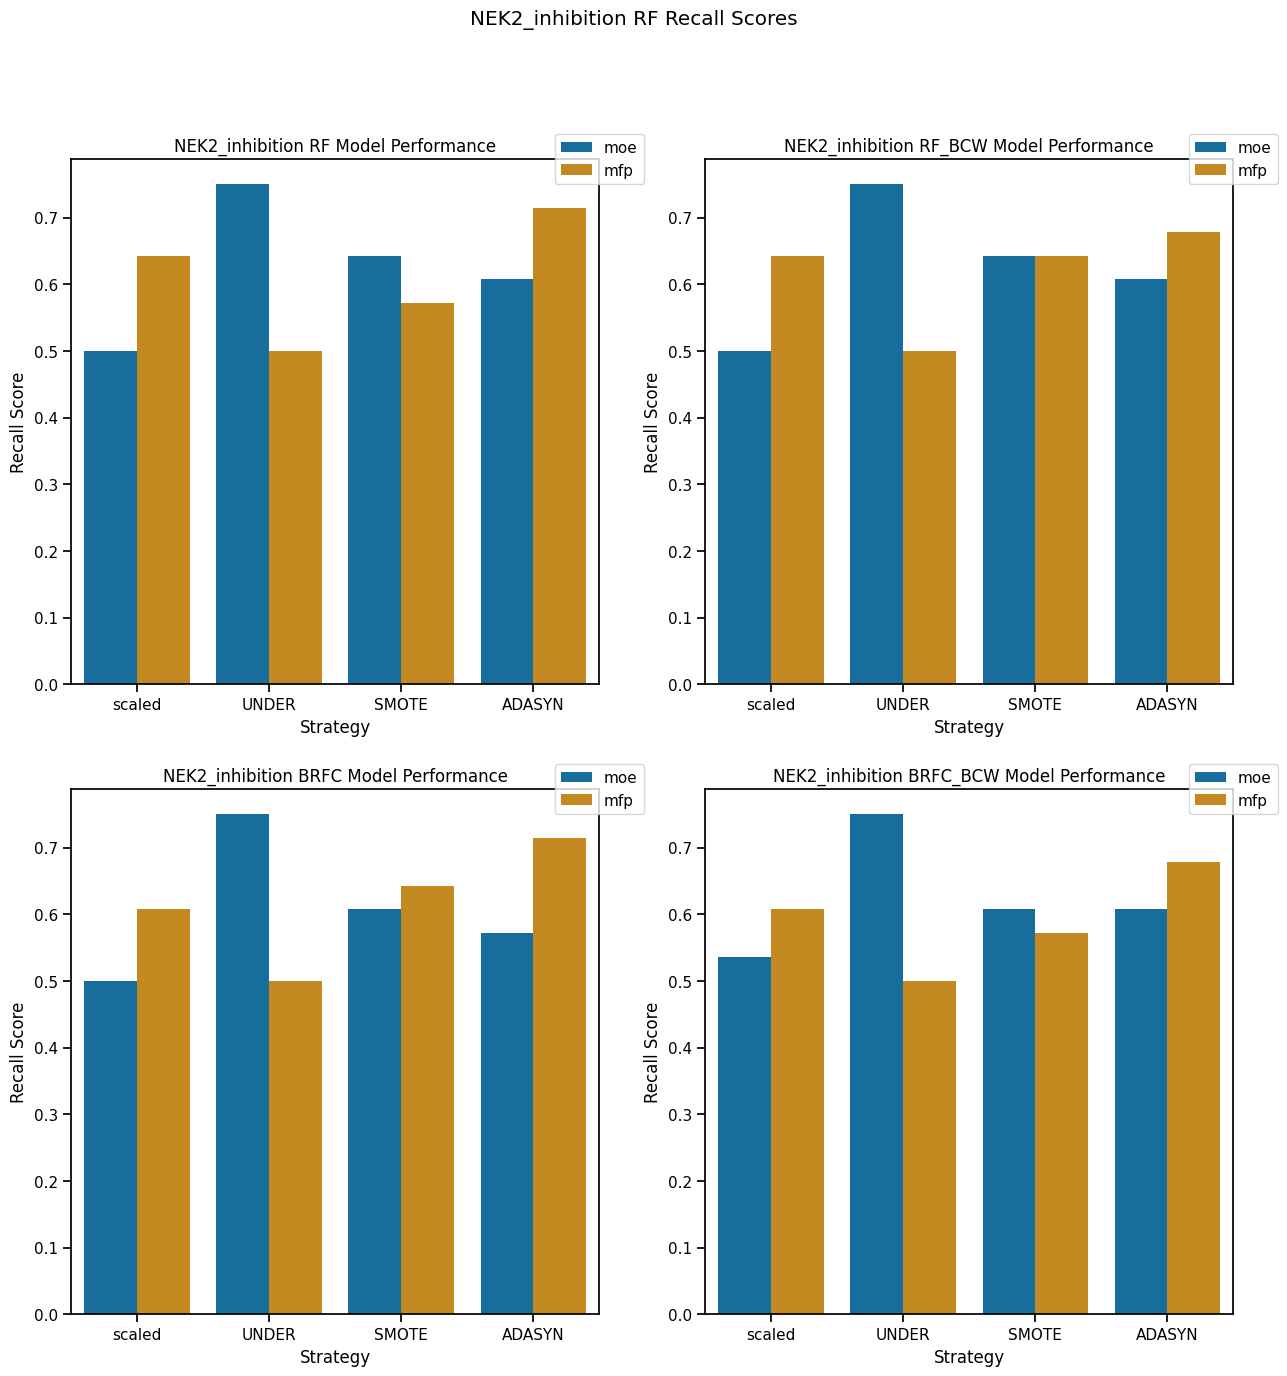 NEK2_inhibition RF Recall Scores
NEK2_inhibition RF Model Performance
moe
mfp
Recall Score
0.7
0.6
0.5
0.4
0.3
0.2
0.1
0.0
scaled UNDER SMOTE ADASYN
Strategy
NEK2_inhibition RF_BCW Model Performance
moe
mfp
Recall Score
0.7
0.6
0.5
0.4
0.3
0.2
0.1
0.0
scaled UNDER SMOTE ADASYN
Strategy
NEK2_inhibition BRFC Model Performance
moe
mfp
Recall Score
0.7
0.6
0.5
0.4
0.3
0.2
0.1
0.0
scaled UNDER SMOTE ADASYN
Strategy
NEK2_inhibition BRFC_BCW Model Performance
moe
mfp
Recall Score
0.7
0.6
0.5
0.4
0.3
0.2
0.1
0.0
scaled UNDER SMOTE ADASYN
Strategy